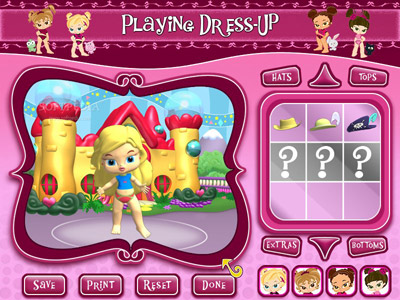 PLAYING DRESS-UP
HATS
TOPS
? ? ?
EXTRAS
BOTTOMS
SAVE
PRINT
RESET
DONE